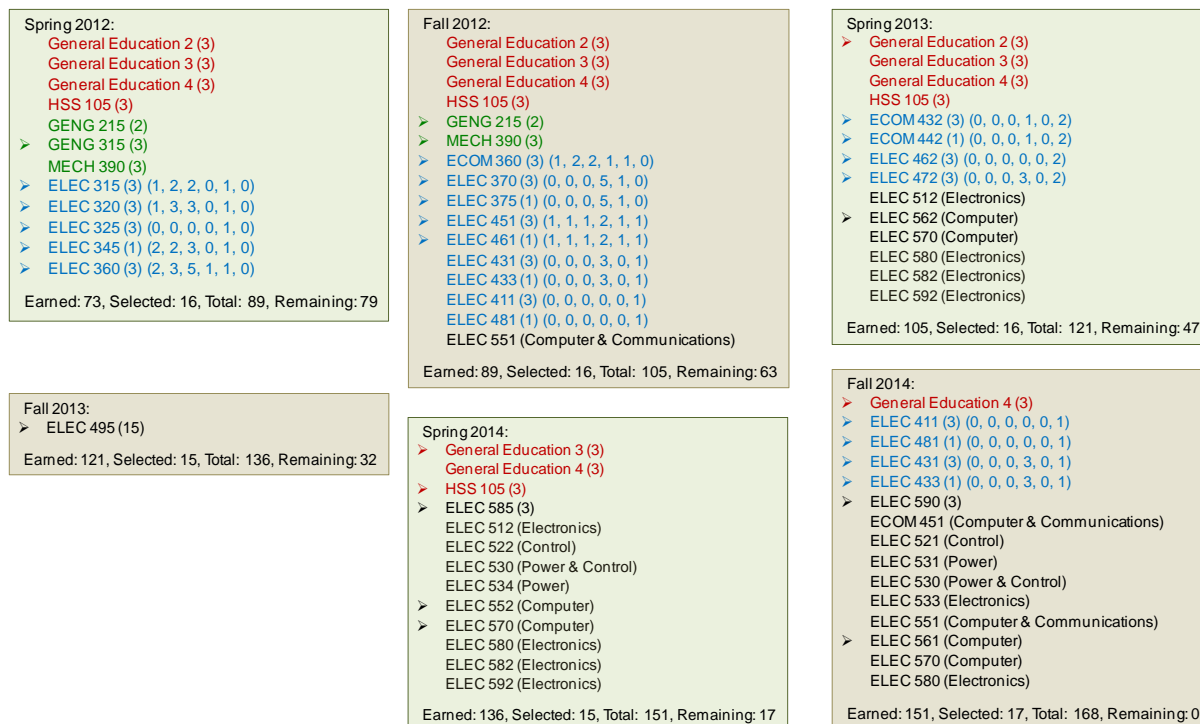 Spring 2012:
General Education 2 (3)
General Education 3 (3)
General Education 4 (3)
HSS 105 (3)
GENG 215 (2)
➢ GENG 315 (3)
MECH 390 (3)
➢ ELEC 315 (3) (1, 2, 2, 0, 1, 0)
➢ ELEC 320 (3) (1, 3, 3, 0, 1, 0)
➢ ELEC 325 (3) (0, 0, 0, 0, 1, 0)
➢ ELEC 345 (1) (2, 2, 3, 0, 1, 0)
➢ ELEC 360 (3) (2, 3, 5, 1, 1, 0)
Earned: 73, Selected: 16, Total: 89, Remaining: 79
Fall 2012:
General Education 2 (3)
General Education 3 (3)
General Education 4 (3)
HSS 105 (3)
➢ GENG 215 (2)
➢ MECH 390 (3)
➢ ECOM 360 (3) (1, 2, 2, 1, 1, 0)
➢ ELEC 370 (3) (0, 0, 0, 5, 1, 0)
➢ ELEC 375 (1) (0, 0, 0, 5, 1, 0)
➢ ELEC 451 (3) (1, 1, 1, 2, 1, 1)
➢ ELEC 461 (1) (1, 1, 1, 2, 1, 1)
ELEC 431 (3) (0, 0, 0, 3, 0, 1)
ELEC 433 (1) (0, 0, 0, 3, 0, 1)
ELEC 411 (3) (0, 0, 0, 0, 0, 1)
ELEC 481 (1) (0, 0, 0, 0, 0, 1)
ELEC 551 (Computer & Communications)
Earned: 89, Selected: 16, Total: 105, Remaining: 63
Spring 2013:
➢ General Education 2 (3)
General Education 3 (3)
General Education 4 (3)
HSS 105 (3)
➢ ECOM 432 (3) (0, 0, 0, 1, 0, 2)
➢ ECOM 442 (1) (0, 0, 0, 1, 0, 2)
➢ ELEC 462 (3) (0, 0, 0, 0, 0, 2)
➢ ELEC 472 (3) (0, 0, 0, 3, 0, 2)
ELEC 512 (Electronics)
➢ ELEC 562 (Computer)
ELEC 570 (Computer)
ELEC 580 (Electronics)
ELEC 582 (Electronics)
ELEC 592 (Electronics)
Earned: 105, Selected: 16, Total: 121, Remaining: 47
Fall 2013:
➢ ELEC 495 (15)
Earned: 121, Selected: 15, Total: 136, Remaining: 32
Spring 2014:
➢ General Education 3 (3)
General Education 4 (3)
➢ HSS 105 (3)
➢ ELEC 585 (3)
ELEC 512 (Electronics)
ELEC 522 (Control)
ELEC 530 (Power & Control)
ELEC 534 (Power)
➢ ELEC 552 (Computer)
➢ ELEC 570 (Computer)
ELEC 580 (Electronics)
ELEC 582 (Electronics)
ELEC 592 (Electronics)
Earned: 136, Selected: 15, Total: 151, Remaining: 17
Fall 2014:
➢ General Education 4 (3)
➢ ELEC 411 (3) (0, 0, 0, 0, 0, 1)
➢ ELEC 481 (1) (0, 0, 0, 0, 0, 1)
➢ ELEC 431 (3) (0, 0, 0, 3, 0, 1)
➢ ELEC 433 (1) (0, 0, 0, 3, 0, 1)
➢ ELEC 590 (3)
ECOM 451 (Computer & Communications)
ELEC 521 (Control)
ELEC 531 (Power)
ELEC 530 (Power & Control)
ELEC 533 (Electronics)
ELEC 551 (Computer & Communications)
➢ ELEC 561 (Computer)
ELEC 570 (Computer)
ELEC 580 (Electronics)
Earned: 151, Selected: 17, Total: 168, Remaining: 0